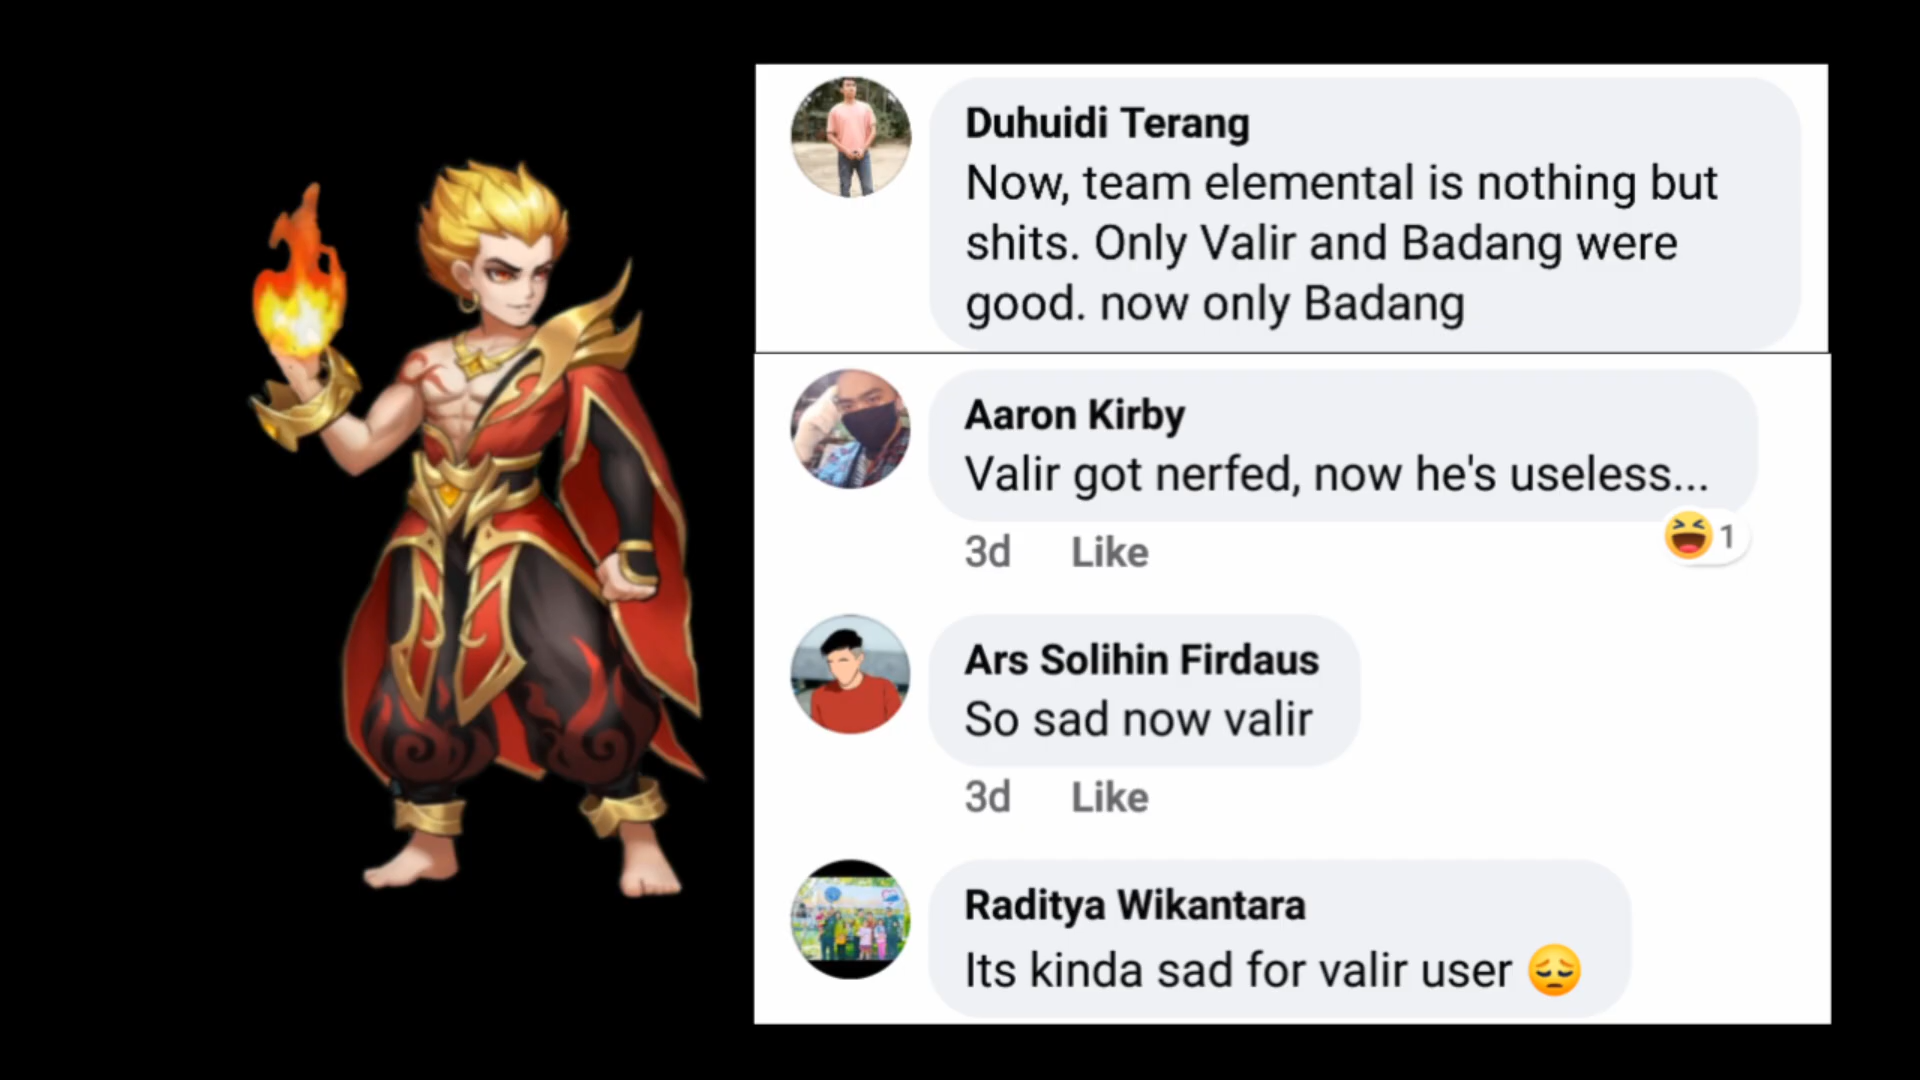 Duhuidi Terang
Now, team elemental is nothing but
shits. Only Valir and Badang were
good. now only Badang
Aaron Kirby
Valir got nerfed, now he's useless...
1
3d Like
Ars Solihin Firdaus
So sad now valir
3d Like
Raditya Wikantara
Its kinda sad for valir user 😔